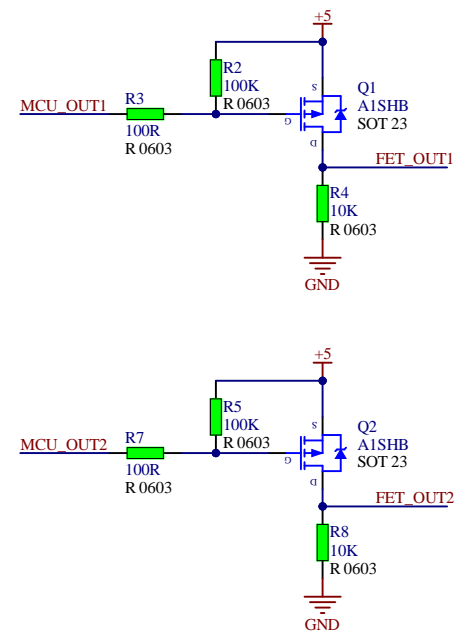 +5
R2
100K
R 0603
MCU_OUT1
R3
100R
R 0603
S
G
D
Q1
A1SHB
SOT 23
FET_OUT1
R4
10K
R 0603
GND
+5
R5
100K
R 0603
MCU_OUT2
R7
100R
R 0603
S
G
D
Q2
A1SHB
SOT 23
FET_OUT2
R8
10K
R 0603
GND